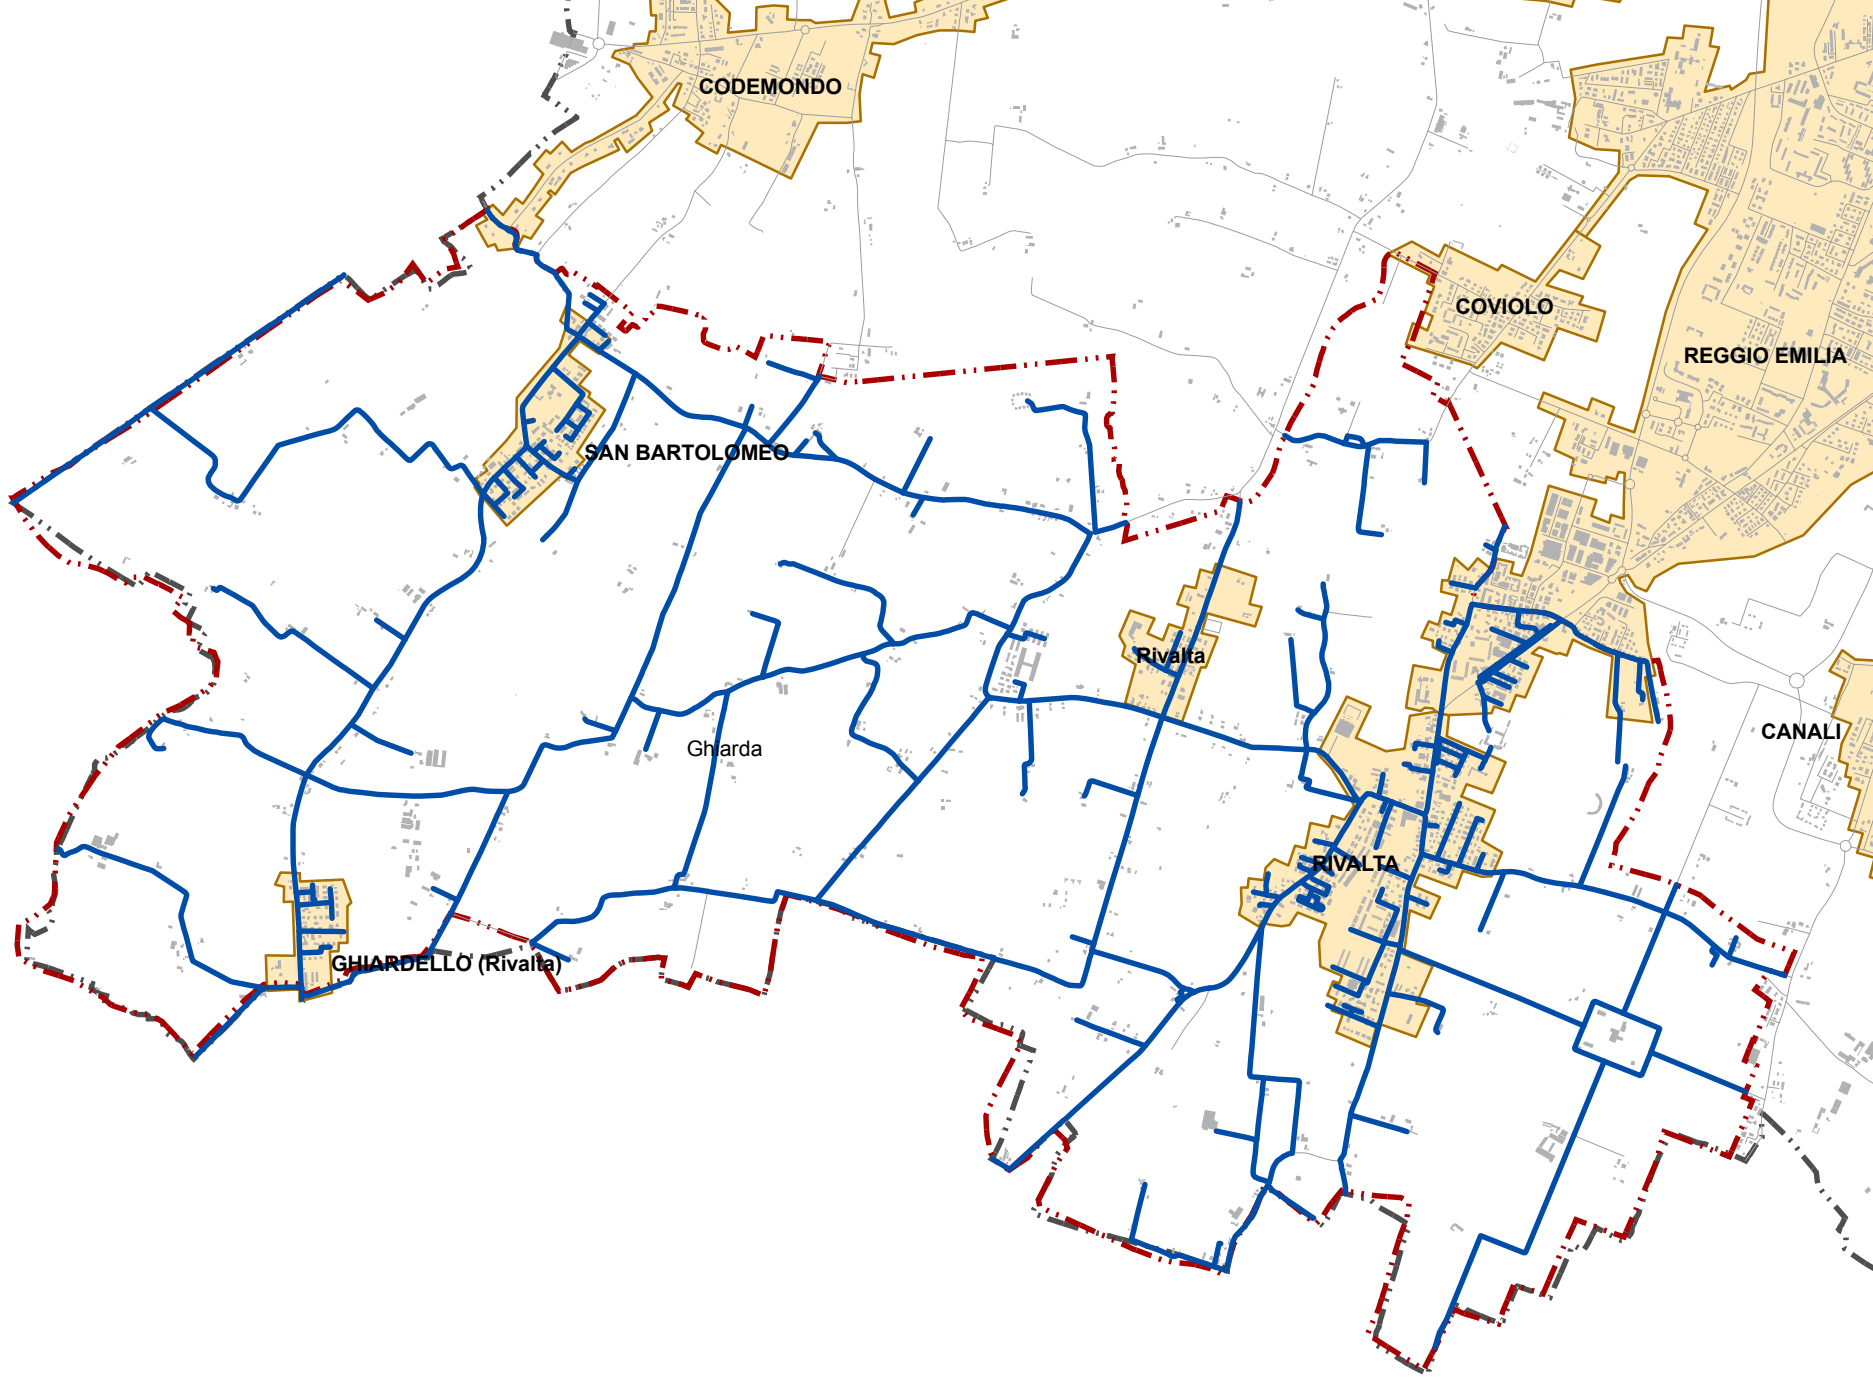 CODEMONDO
COVIOLO
REGGIO EMILIA
SAN BARTOLOMEO
Rivalta
CANALI
Ghiarda
RIVALTA
GHIARDELLO (Rivalta)